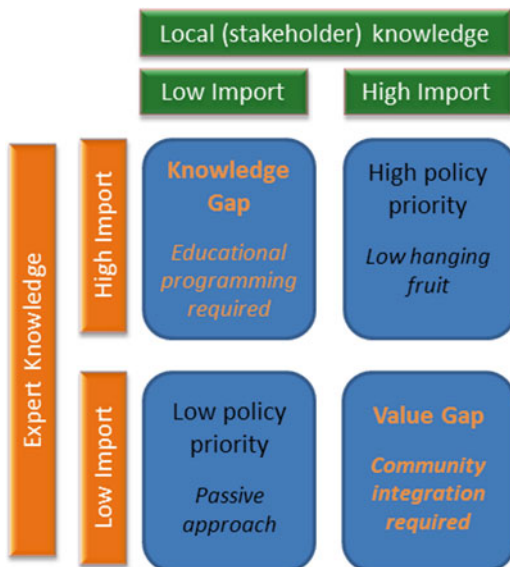 Local (stakeholder) knowledge
Low Import
High Import
Expert Knowledge
High Import
Knowledge
Gap
Educational
programming
required
High policy
priority
Low hanging
fruit
Low Import
Low policy
priority
Passive
approach
Value Gap
Community
integration
required